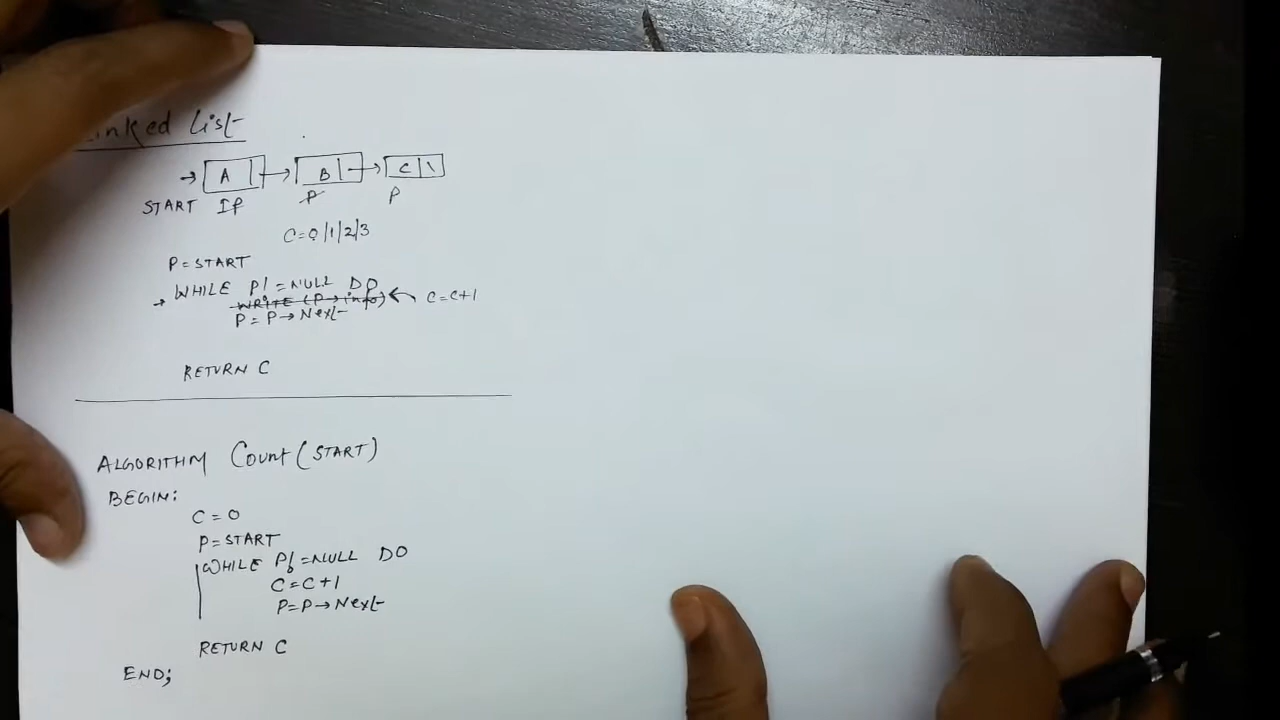 Linked List
A B C
START P P P
C=0/1/2/3
P=START
WHILE P!=NULL DO
WRITE (P→info) C=C+1
P=P→Next
RETURN C
ALGORITHM Count(START)
BEGIN:
C=0
P=START
WHILE P!=NULL DO
C=C+1
P=P→Next
RETURN C
END;